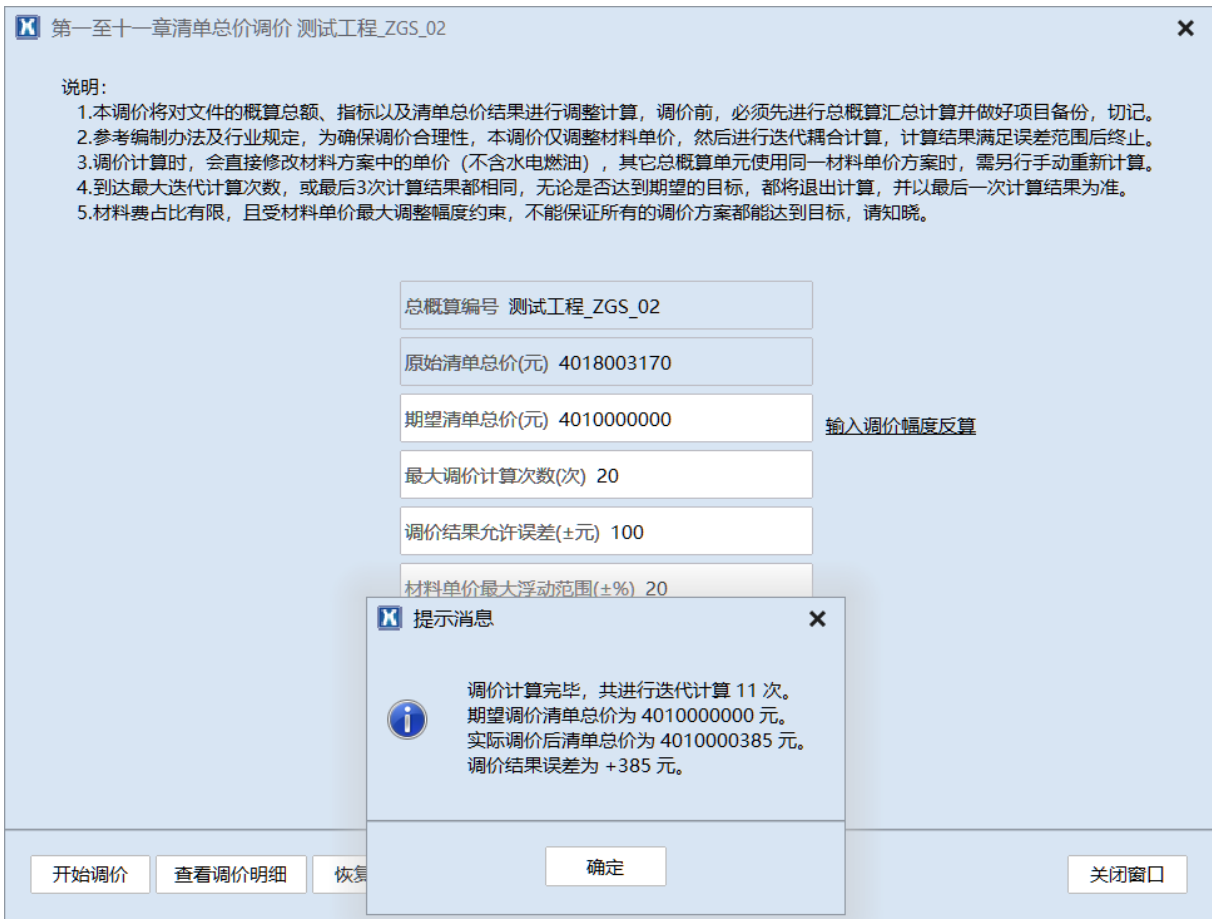 第一至十一章清单总价调价 测试工程_ZGS_02
说明:
1.本调价将对文件的概算总额、指标以及清单总价结果进行调整计算，调价前，必须先进行总概算汇总计算并做好项目备份，切记。
2.参考编制办法及行业规定，为确保调价合理性，本调价仅调整材料单价，然后进行迭代耦合计算，计算结果满足误差范围后终止。
3.调价计算时，会直接修改材料方案中的单价（不含水电燃油），其它总概算单元使用同一材料单价方案时，需另行手动重新计算。
4.到达最大迭代计算次数，或最后3次计算结果都相同，无论是否达到期望的目标，都将退出计算，并以最后一次计算结果为准。
5.材料费占比有限，且受材料单价最大调整幅度约束，不能保证所有的调价方案都能达到目标，请知晓。
总概算编号 测试工程_ZGS_02
原始清单总价(元) 4018003170
期望清单总价(元) 4010000000
输入调价幅度反算
最大调价计算次数(次) 20
调价结果允许误差(±元) 100
材料单价最大浮动范围(±%) 20
提示消息
调价计算完毕，共进行迭代计算 11 次。
期望调价清单总价为 4010000000 元。
实际调价后清单总价为 4010000385 元。
调价结果误差为 +385 元。
确定
开始调价 查看调价明细 恢复 关闭窗口